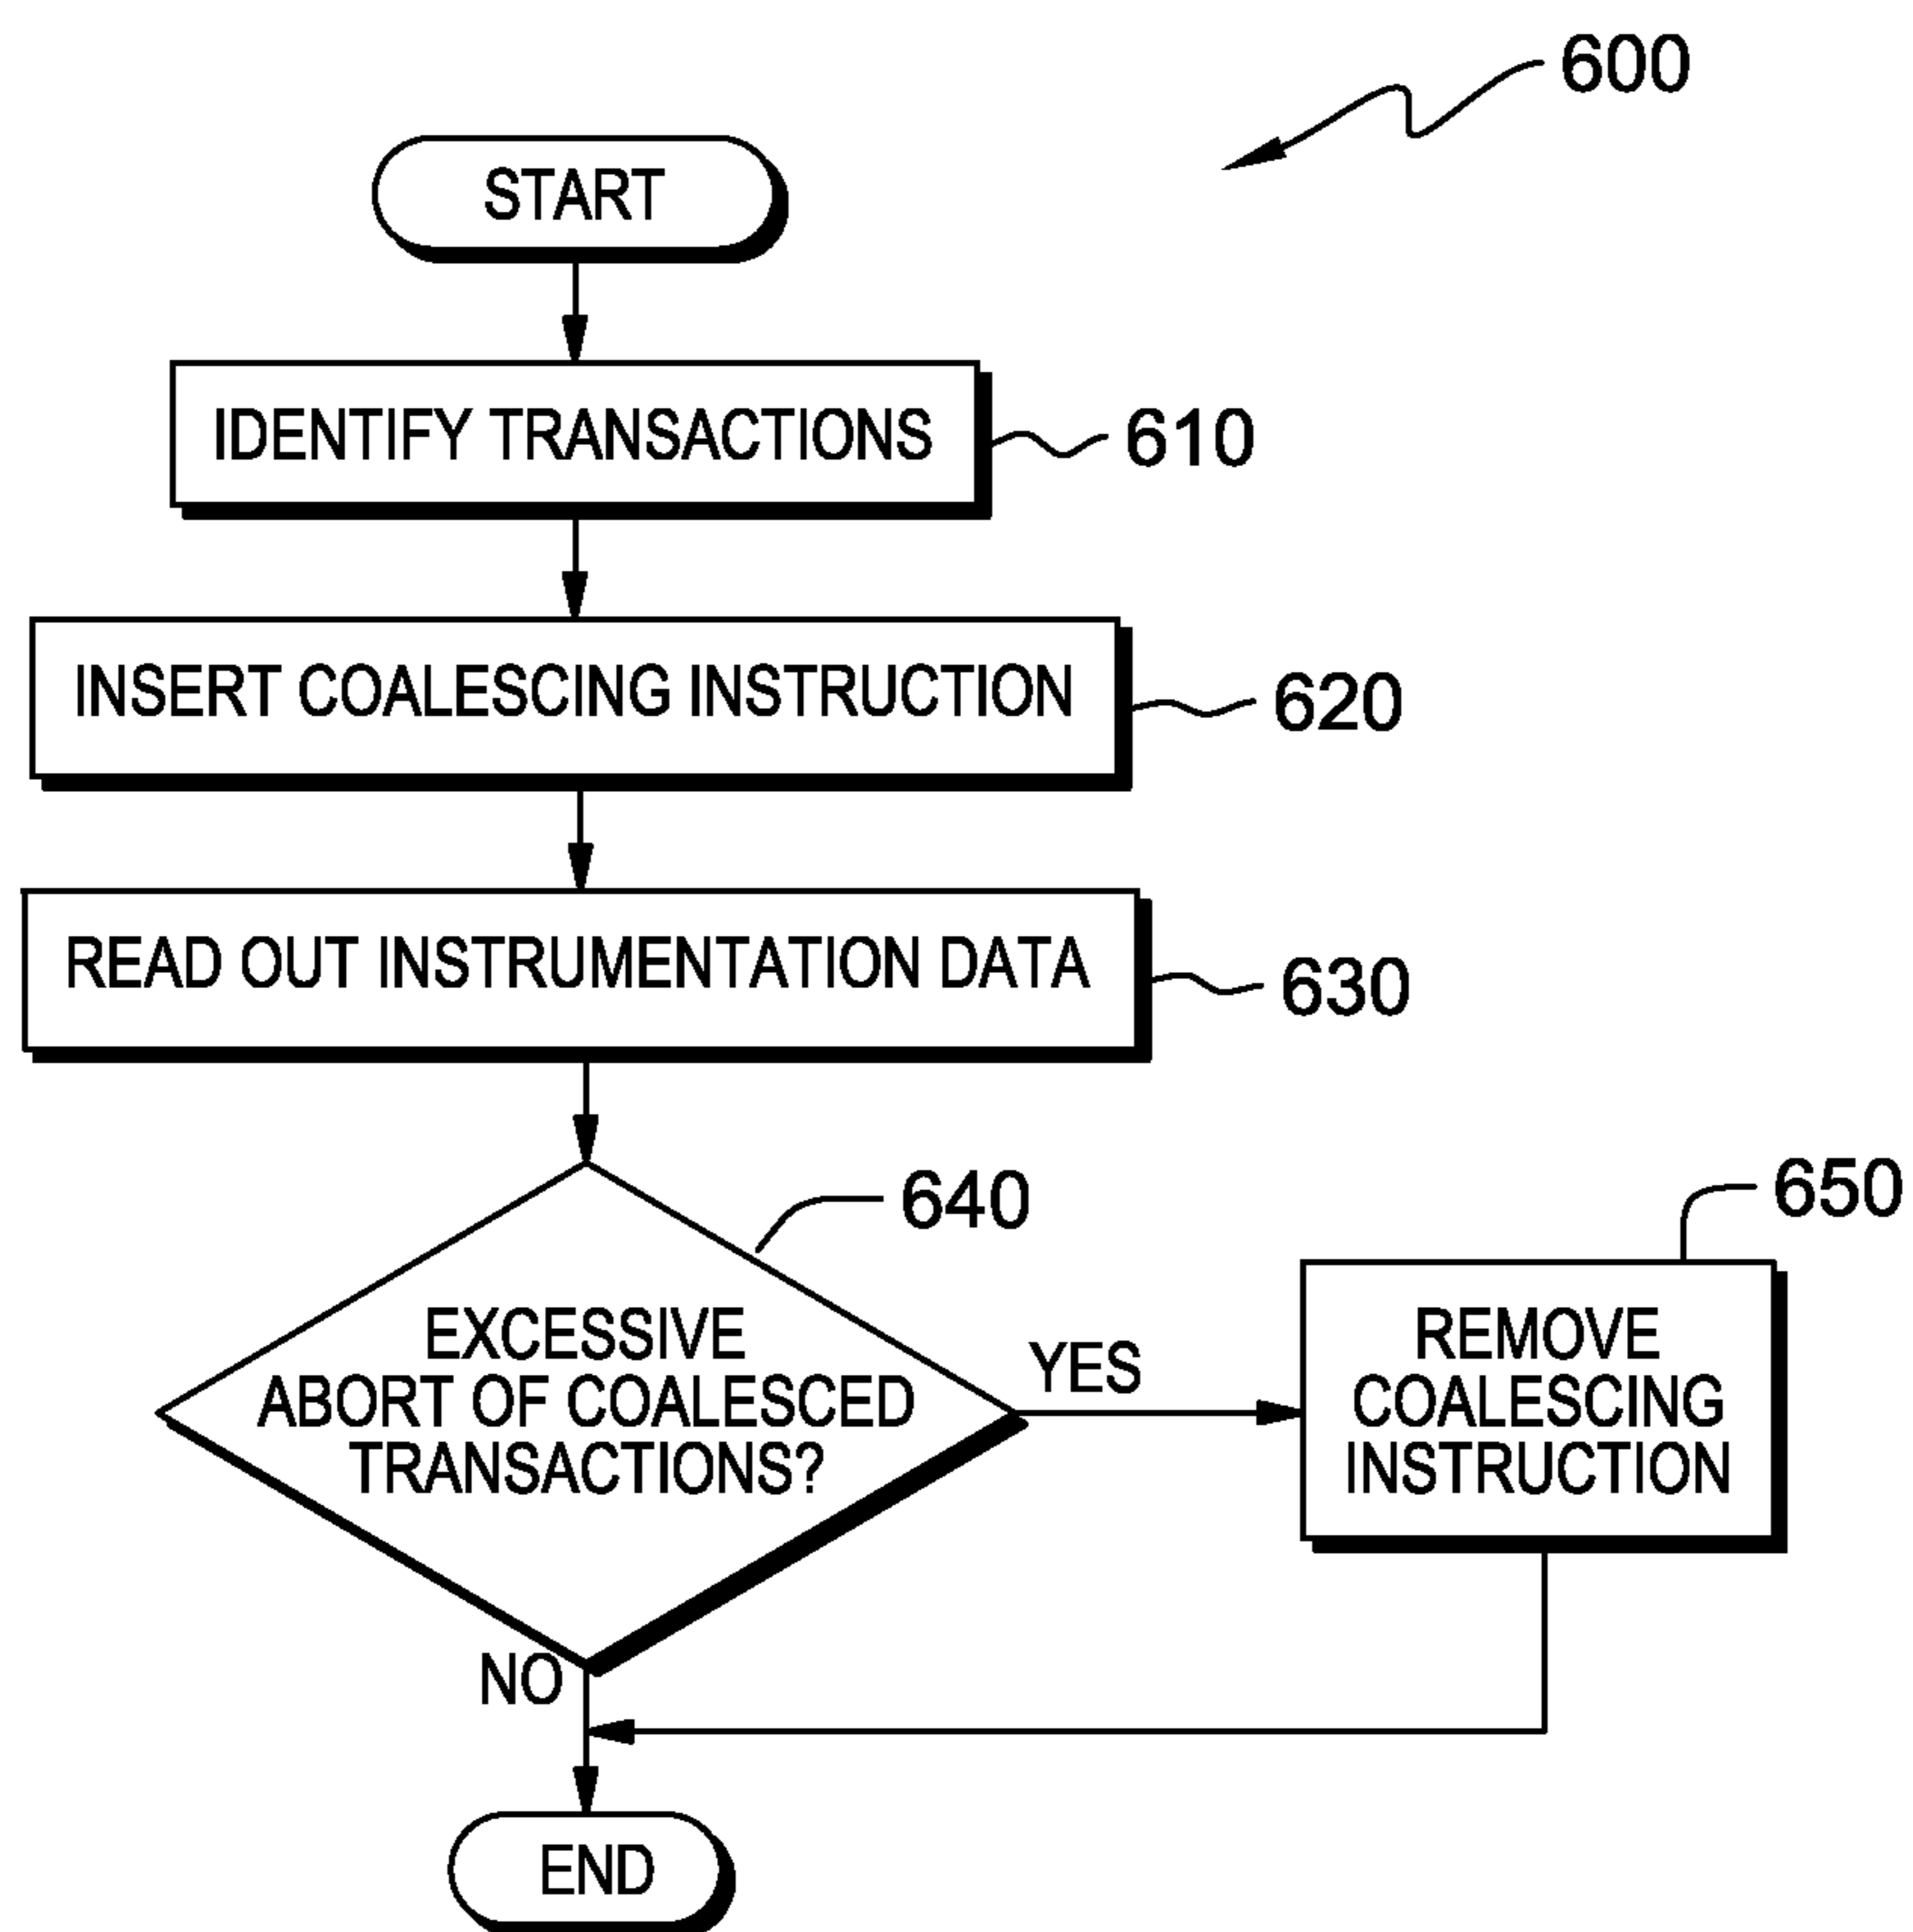 600
START
IDENTIFY TRANSACTIONS
610
INSERT COALESCING INSTRUCTION
620
READ OUT INSTRUMENTATION DATA
630
640
EXCESSIVE
ABORT OF COALESCED
TRANSACTIONS?
YES
650
REMOVE
COALESCING
INSTRUCTION
NO
END